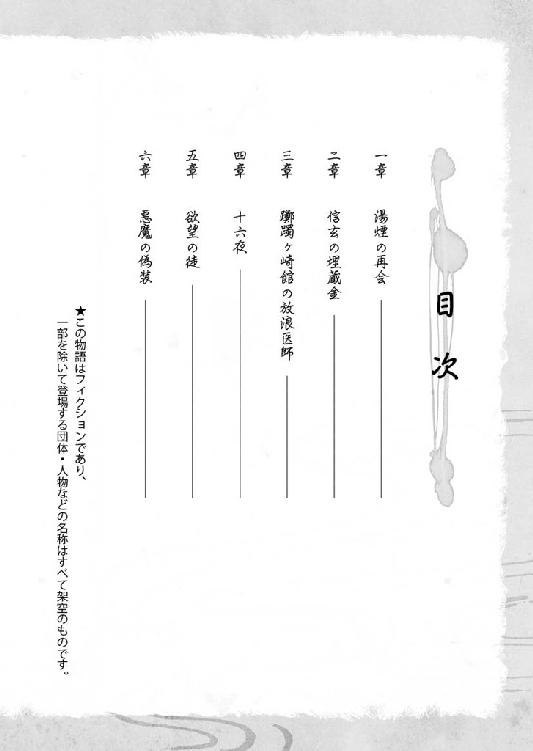 目次
一章 湯煙の再会
二章 信玄の埋蔵金
三章 躑躅ヶ崎館の放浪医師
四章 十六夜
五章 欲望の徒
六章 悪魔の偽装
★この物語はフィクションであり、
一部を除いて登場する団体・人物などの名称はすべて架空のものです。